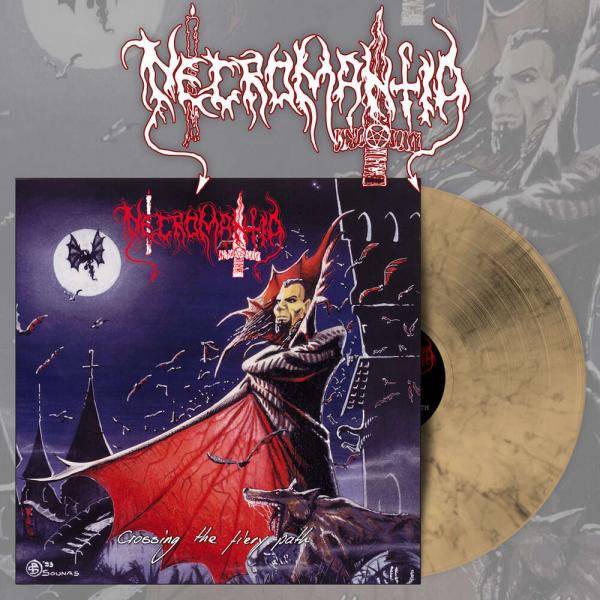 NECROMANTIA
NECROMANTIA
Crossing the fiery path
'93
SOUNAS
R.I.P